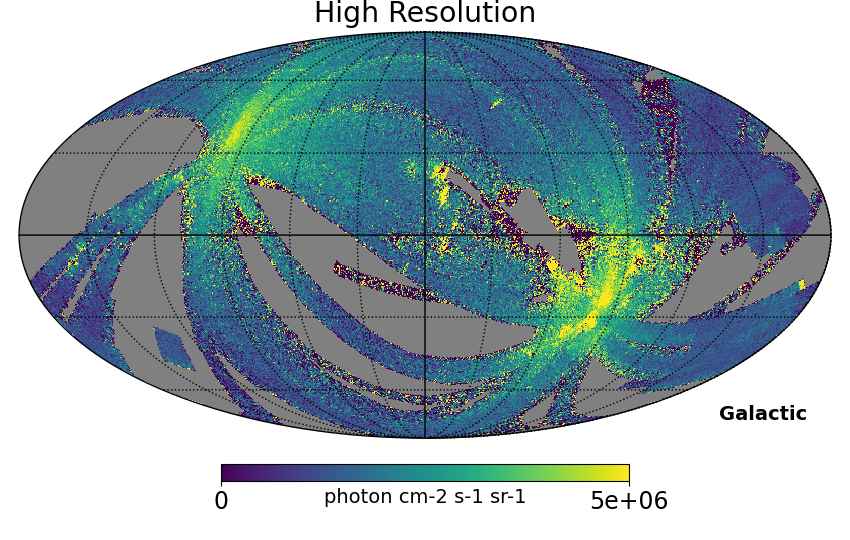 High Resolution
Galactic
0
photon cm-2 s-1 sr-1
5e+06